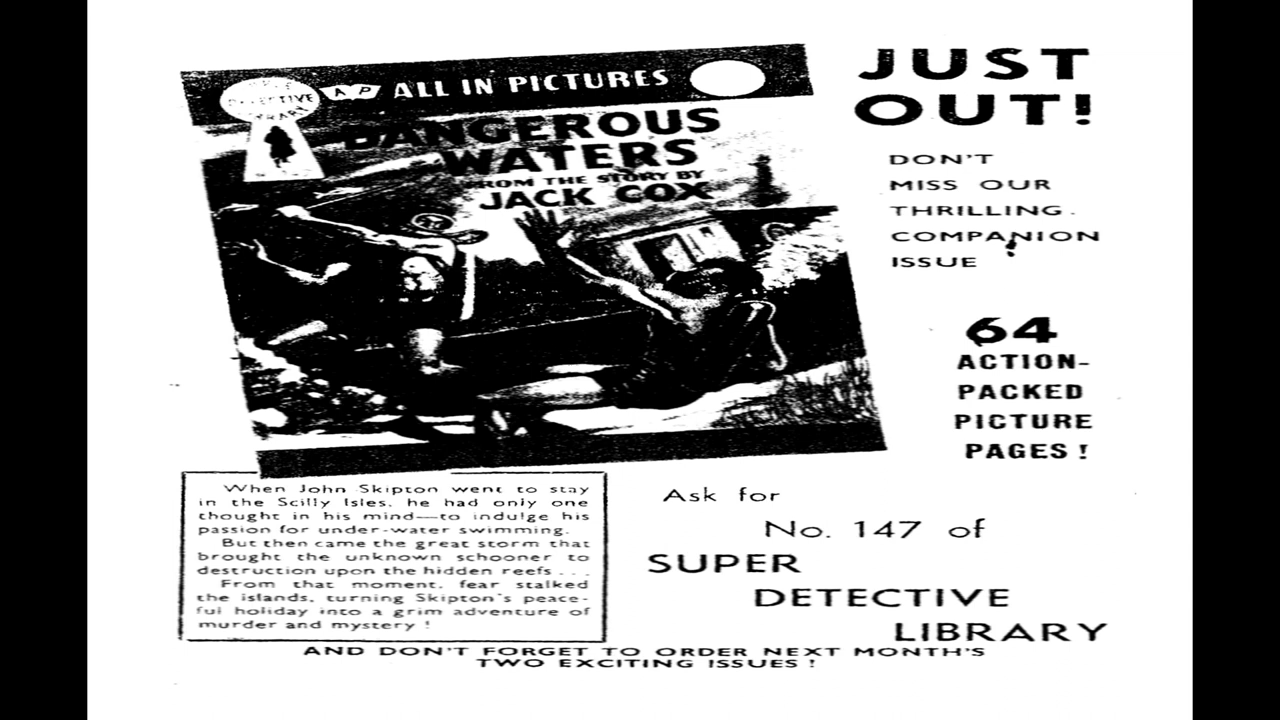 ALL IN PICTURES
A P
DETECTIVE
DANGEROUS
WATERS
FROM THE STORY BY
JACK COX
JUST
OUT!
DON'T
MISS OUR
THRILLING
COMPANION
ISSUE
64
ACTION-
PACKED
PICTURE
PAGES !
When John Skipton went to stay
in the Scilly Isles, he had only one
thought in his mind—to indulge his
passion for under-water swimming.
But then came the great storm that
brought the unknown schooner to
destruction upon the hidden reefs . . .
From that moment, fear stalked
the islands, turning Skipton's peace-
ful holiday into a grim adventure of
murder and mystery !
Ask for
No. 147 of
SUPER
DETECTIVE
LIBRARY
AND DON'T FORGET TO ORDER NEXT MONTH'S
TWO EXCITING ISSUES !